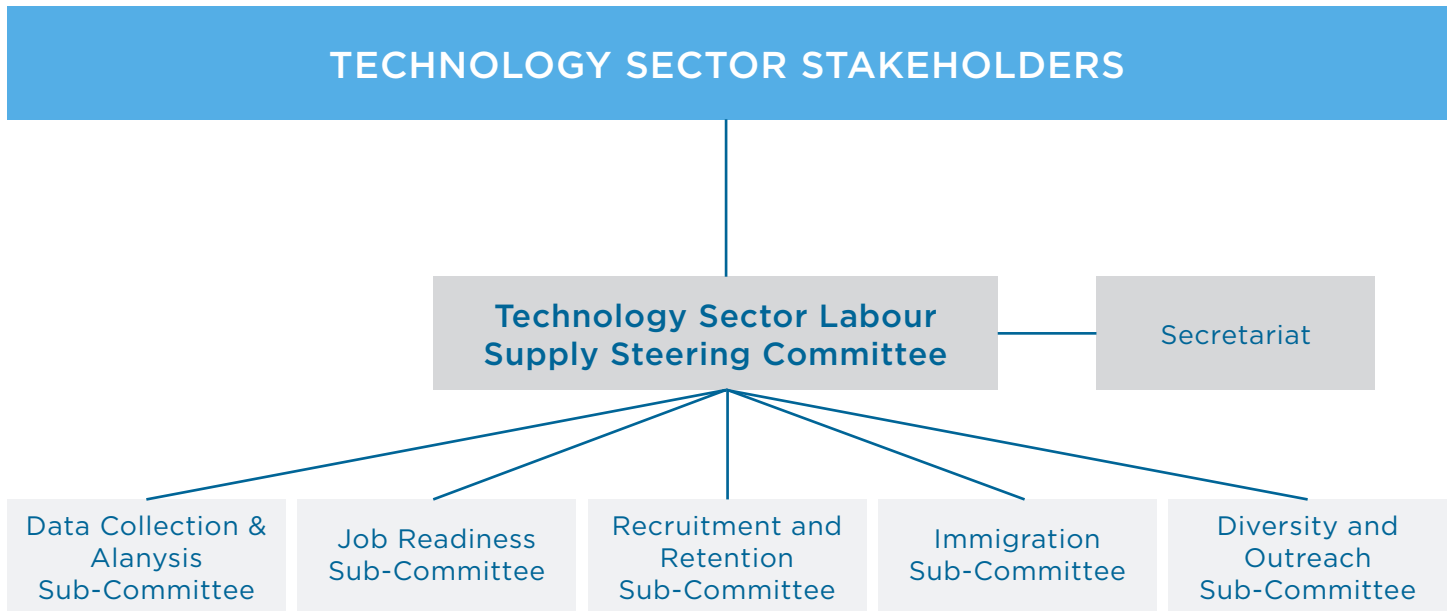 TECHNOLOGY SECTOR STAKEHOLDERS
Technology Sector Labour
Supply Steering Committee
Secretariat
Data Collection &
Alanysis
Sub-Committee
Job Readiness
Sub-Committee
Recruitment and
Retention
Sub-Committee
Immigration
Sub-Committee
Diversity and
Outreach
Sub-Committee